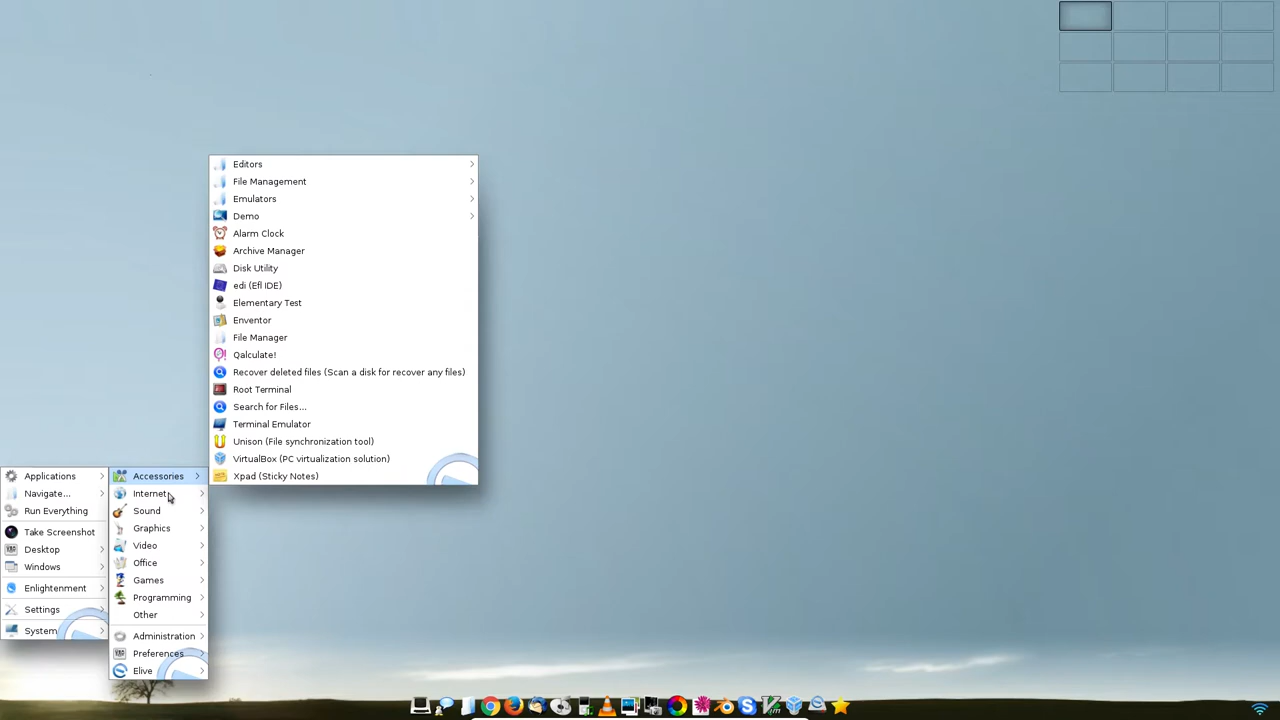 Editors
File Management
Emulators
Demo
Alarm Clock
Archive Manager
Disk Utility
edi (Efl IDE)
Elementary Test
Enventor
File Manager
Qalculate!
Recover deleted files (Scan a disk for recover any files)
Root Terminal
Search for Files...
Terminal Emulator
Unison (File synchronization tool)
VirtualBox (PC virtualization solution)
Xpad (Sticky Notes)
Applications
Navigate...
Run Everything
Take Screenshot
Desktop
Windows
Enlightenment
Settings
System
Accessories
Internet
Sound
Graphics
Video
Office
Games
Programming
Other
Administration
Preferences
Elive